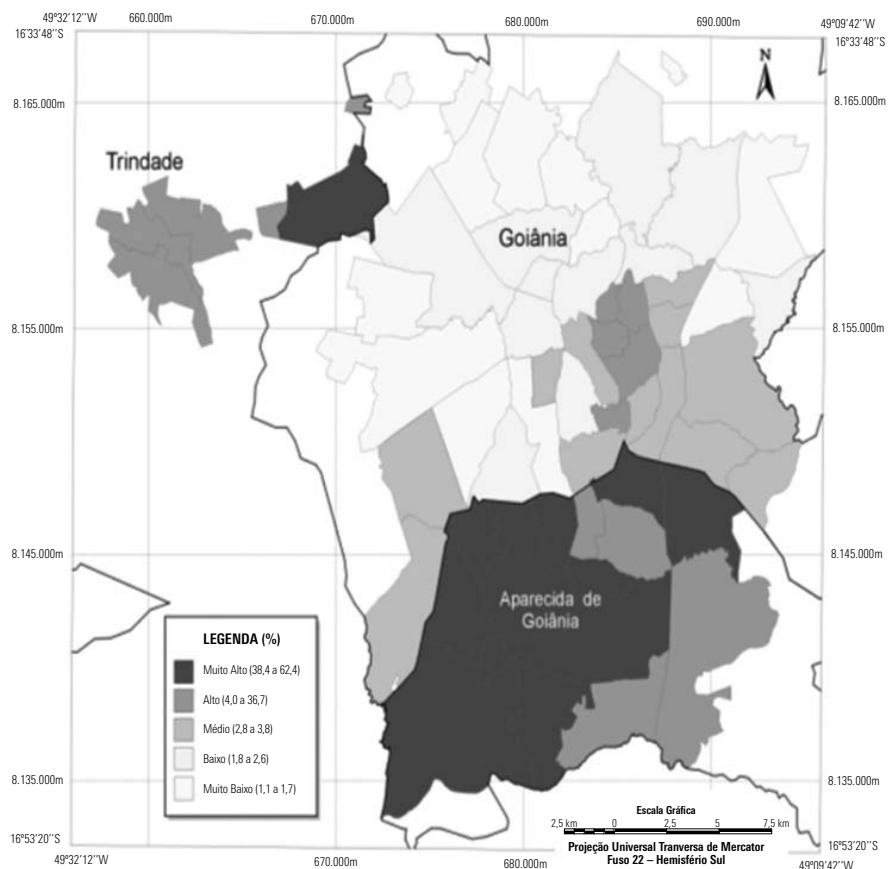 49°32'12''W 660.000m 670.000m 680.000m 690.000m 49°09'42''W
16°33'48''S 16°33'48''S
N
8.165.000m 8.165.000m
Trindade
Goiânia
8.155.000m 8.155.000m
8.145.000m 8.145.000m
Aparecida de
Goiânia
LEGENDA (%)
Muito Alto (38,4 a 62,4)
Alto (4,0 a 36,7)
Médio (2,8 a 3,8)
Baixo (1,8 a 2,6)
Muito Baixo (1,1 a 1,7)
8.135.000m 8.135.000m
Escala Gráfica
2,5 km 0 2,5 5 7,5 km
Projeção Universal Tranversa de Mercator
Fuso 22 – Hemisfério Sul
16°53'20''S 16°53'20''S
49°32'12''W 670.000m 680.000m 49°09'42''W